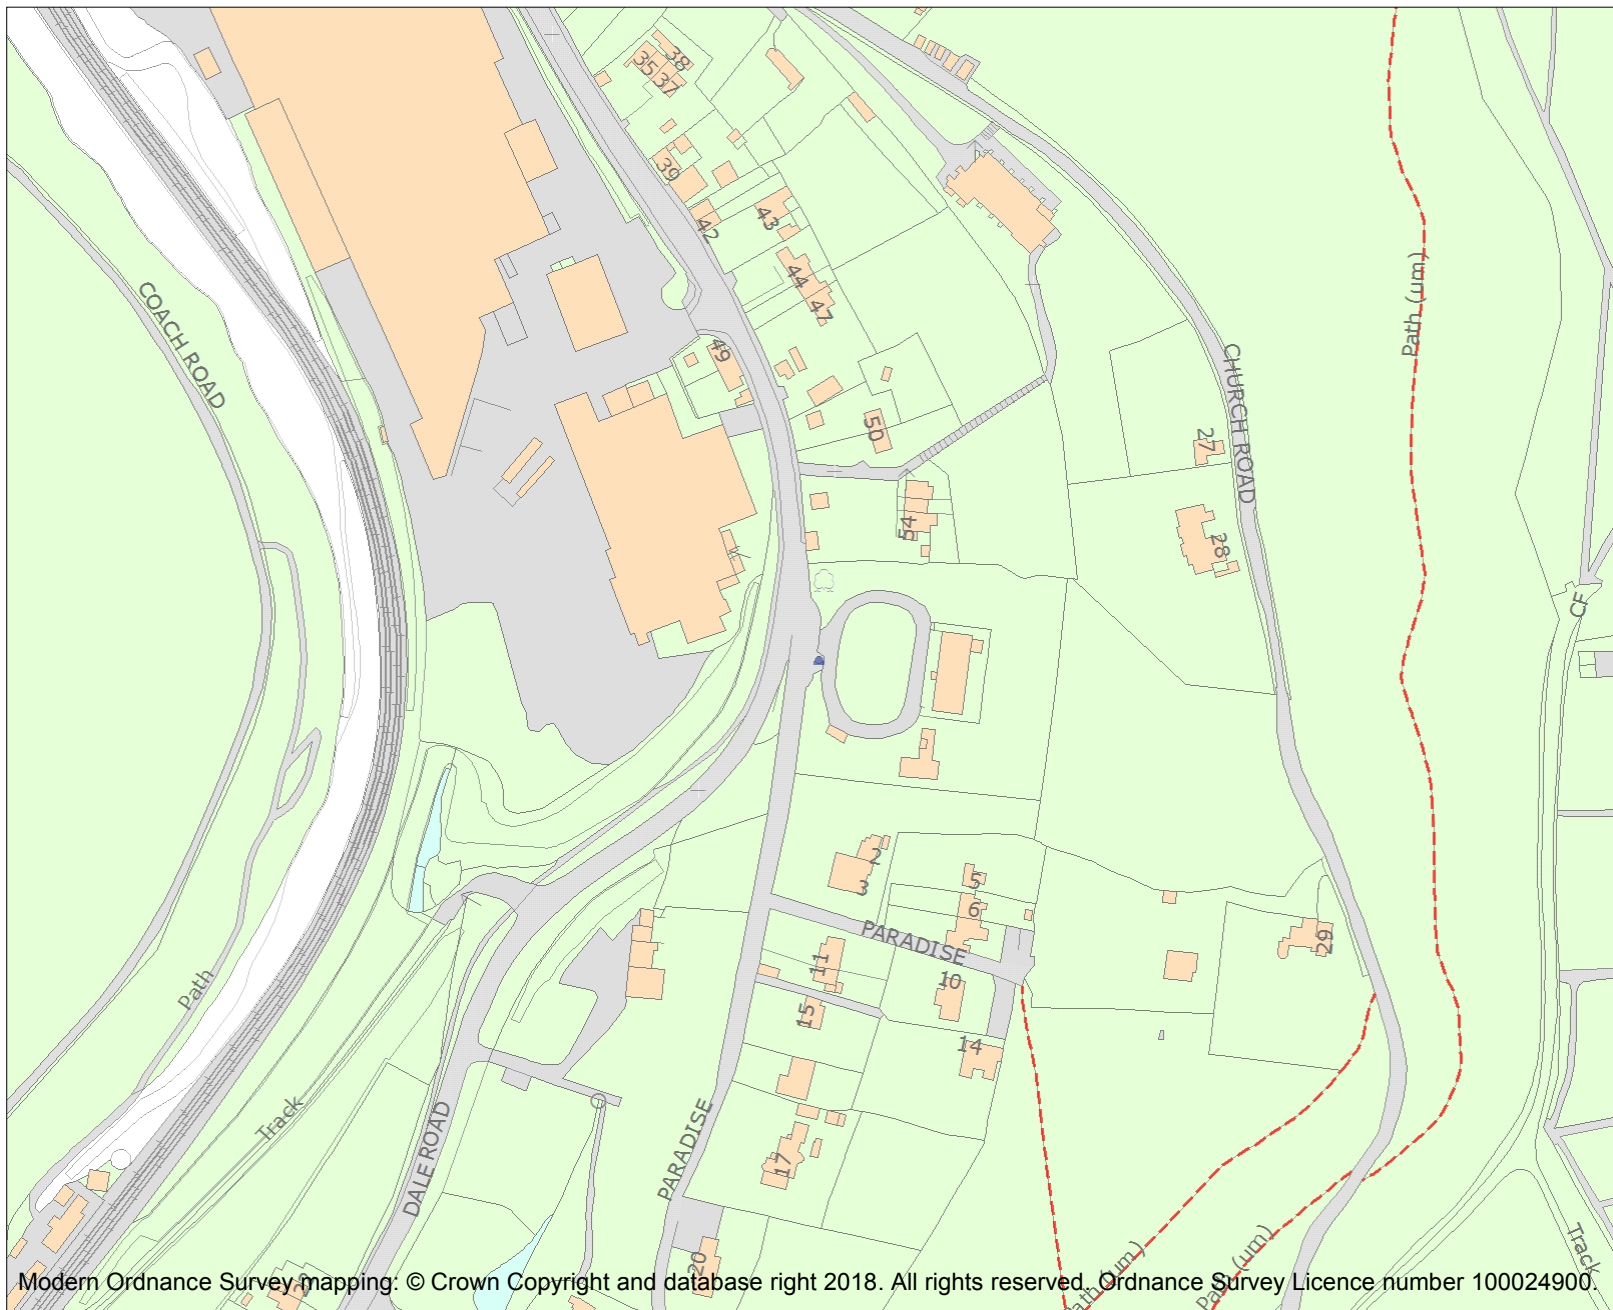 38
35
37
39
42
43
44
47
COACH ROAD
49
Path (um)
CHURCH ROAD
50
27
54
28
CF
2
3
5
6
PARADISE
29
11
10
Path
15
14
Track
DALE ROAD
PARADISE
17
20
Path (um)
Track
Modern Ordnance Survey mapping: © Crown Copyright and database right 2018. All rights reserved. Ordnance Survey Licence number 100024900.